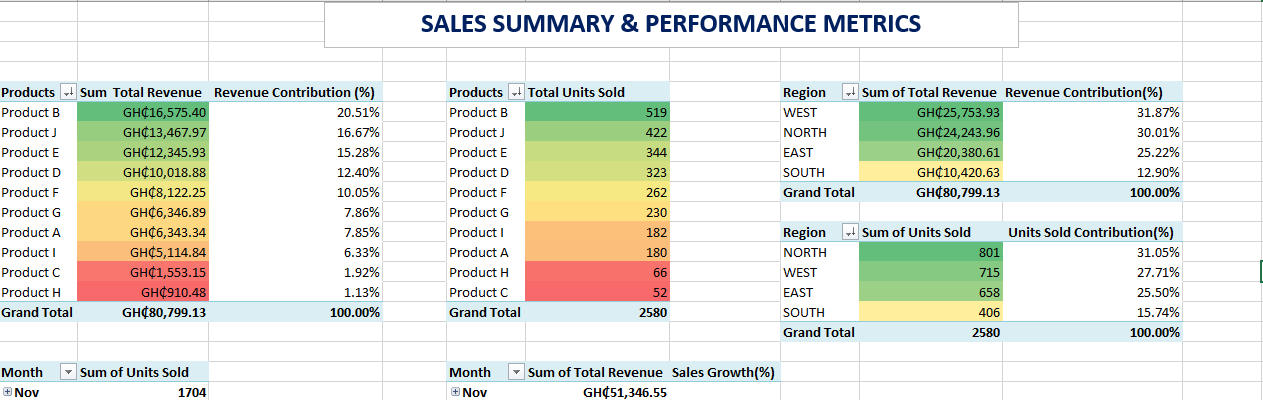 SALES SUMMARY & PERFORMANCE METRICS
Products Sum Total Revenue Revenue Contribution (%)
Product B GH₵16,575.40 20.51%
Product J GH₵13,467.97 16.67%
Product E GH₵12,345.93 15.28%
Product D GH₵10,018.88 12.40%
Product F GH₵8,122.25 10.05%
Product G GH₵6,346.89 7.86%
Product A GH₵6,343.34 7.85%
Product I GH₵5,114.84 6.33%
Product C GH₵1,553.15 1.92%
Product H GH₵910.48 1.13%
Grand Total GH₵80,799.13 100.00%
Products Total Units Sold
Product B 519
Product J 422
Product E 344
Product D 323
Product F 262
Product G 230
Product I 182
Product A 180
Product H 66
Product C 52
Grand Total 2580
Region Sum of Total Revenue Revenue Contribution(%)
WEST GH₵25,753.93 31.87%
NORTH GH₵24,243.96 30.01%
EAST GH₵20,380.61 25.22%
SOUTH GH₵10,420.63 12.90%
Grand Total GH₵80,799.13 100.00%
Region Sum of Units Sold Units Sold Contribution(%)
NORTH 801 31.05%
WEST 715 27.71%
EAST 658 25.50%
SOUTH 406 15.74%
Grand Total 2580 100.00%
Month Sum of Units Sold
Nov 1704
Month Sum of Total Revenue Sales Growth(%)
Nov GH₵51,346.55